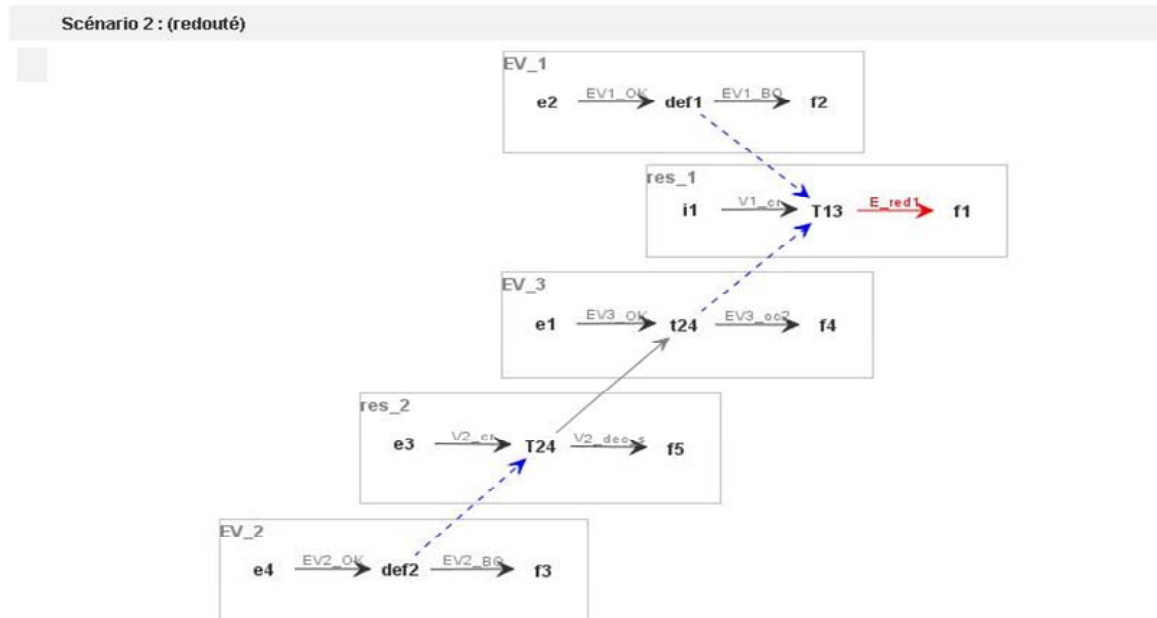 Scénario 2 : (redouté)
EV_1
e2 EV1_OK def1 EV1_BO f2
res_1
i1 V1_cr T13 E_red1 f1
EV_3
e1 EV3_OK t24 EV3_oc2 f4
res_2
e3 V2_cr T24 V2_dec_s f5
EV_2
e4 EV2_OK def2 EV2_BO f3